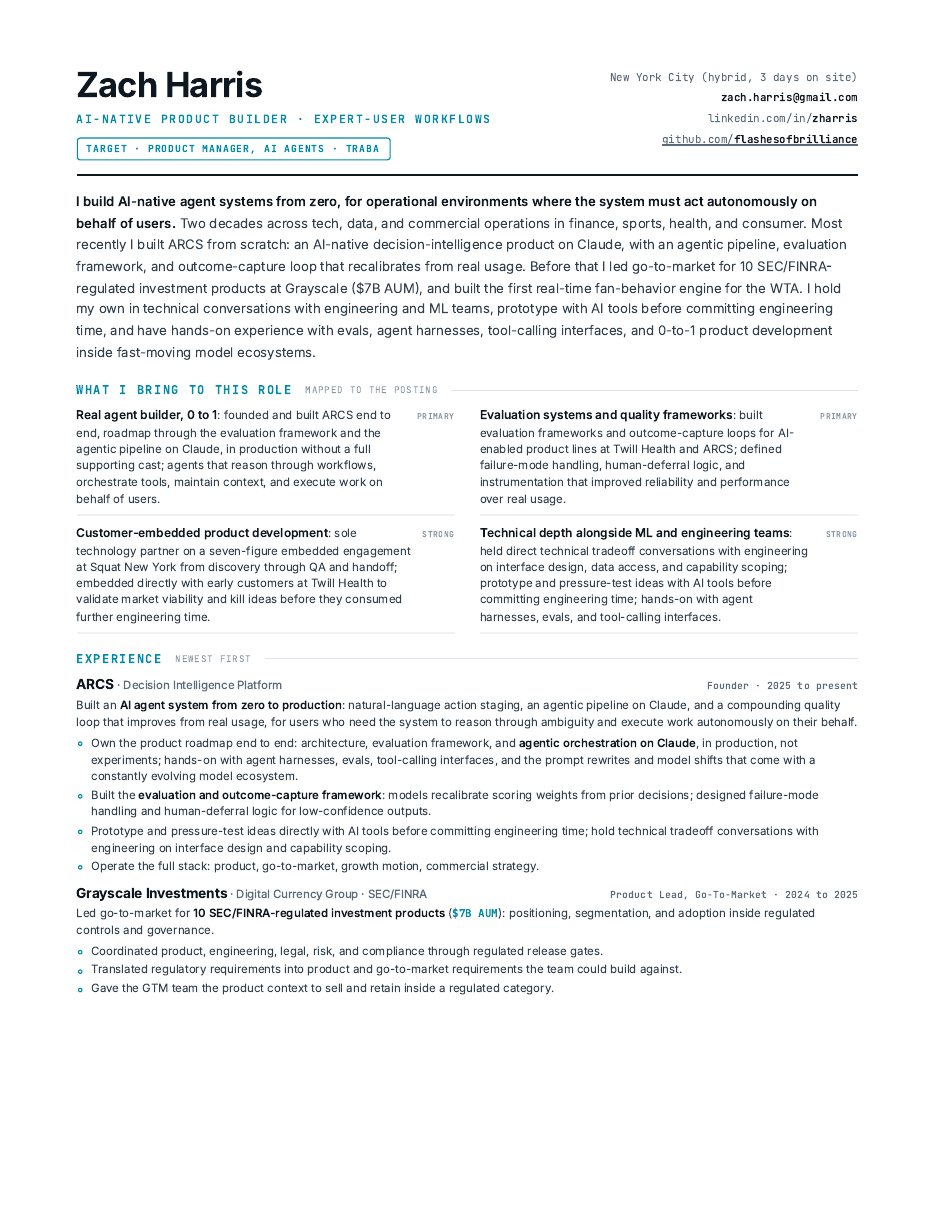 Zach Harris
AI-NATIVE PRODUCT BUILDER · EXPERT-USER WORKFLOWS
TARGET · PRODUCT MANAGER, AI AGENTS · TRABA
New York City (hybrid, 3 days on site)
zach.harris@gmail.com
linkedin.com/in/zharris
github.com/flashesofbrilliance
I build AI-native agent systems from zero, for operational environments where the system must act autonomously on
behalf of users. Two decades across tech, data, and commercial operations in finance, sports, health, and consumer. Most
recently I built ARCS from scratch: an AI-native decision-intelligence product on Claude, with an agentic pipeline, evaluation
framework, and outcome-capture loop that recalibrates from real usage. Before that I led go-to-market for 10 SEC/FINRA-
regulated investment products at Grayscale ($7B AUM), and built the first real-time fan-behavior engine for the WTA. I hold
my own in technical conversations with engineering and ML teams, prototype with AI tools before committing engineering
time, and have hands-on experience with evals, agent harnesses, tool-calling interfaces, and 0-to-1 product development
inside fast-moving model ecosystems.
WHAT I BRING TO THIS ROLE MAPPED TO THE POSTING
Real agent builder, 0 to 1: founded and built ARCS end to PRIMARY
end, roadmap through the evaluation framework and the
agentic pipeline on Claude, in production without a full
supporting cast; agents that reason through workflows,
orchestrate tools, maintain context, and execute work on
behalf of users.
Evaluation systems and quality frameworks: built PRIMARY
evaluation frameworks and outcome-capture loops for AI-
enabled product lines at Twill Health and ARCS; defined
failure-mode handling, human-deferral logic, and
instrumentation that improved reliability and performance
over real usage.
Customer-embedded product development: sole STRONG
technology partner on a seven-figure embedded engagement
at Squat New York from discovery through QA and handoff;
embedded directly with early customers at Twill Health to
validate market viability and kill ideas before they consumed
further engineering time.
Technical depth alongside ML and engineering teams: STRONG
held direct technical tradeoff conversations with engineering
on interface design, data access, and capability scoping;
prototype and pressure-test ideas with AI tools before
committing engineering time; hands-on with agent
harnesses, evals, and tool-calling interfaces.
EXPERIENCE NEWEST FIRST
ARCS · Decision Intelligence Platform Founder · 2025 to present
Built an AI agent system from zero to production: natural-language action staging, an agentic pipeline on Claude, and a compounding quality
loop that improves from real usage, for users who need the system to reason through ambiguity and execute work autonomously on their behalf.
Own the product roadmap end to end: architecture, evaluation framework, and agentic orchestration on Claude, in production, not
experiments; hands-on with agent harnesses, evals, tool-calling interfaces, and the prompt rewrites and model shifts that come with a
constantly evolving model ecosystem.
Built the evaluation and outcome-capture framework: models recalibrate scoring weights from prior decisions; designed failure-mode
handling and human-deferral logic for low-confidence outputs.
Prototype and pressure-test ideas directly with AI tools before committing engineering time; hold technical tradeoff conversations with
engineering on interface design and capability scoping.
Operate the full stack: product, go-to-market, growth motion, commercial strategy.
Grayscale Investments · Digital Currency Group · SEC/FINRA Product Lead, Go-To-Market · 2024 to 2025
Led go-to-market for 10 SEC/FINRA-regulated investment products ($7B AUM): positioning, segmentation, and adoption inside regulated
controls and governance.
Coordinated product, engineering, legal, risk, and compliance through regulated release gates.
Translated regulatory requirements into product and go-to-market requirements the team could build against.
Gave the GTM team the product context to sell and retain inside a regulated category.